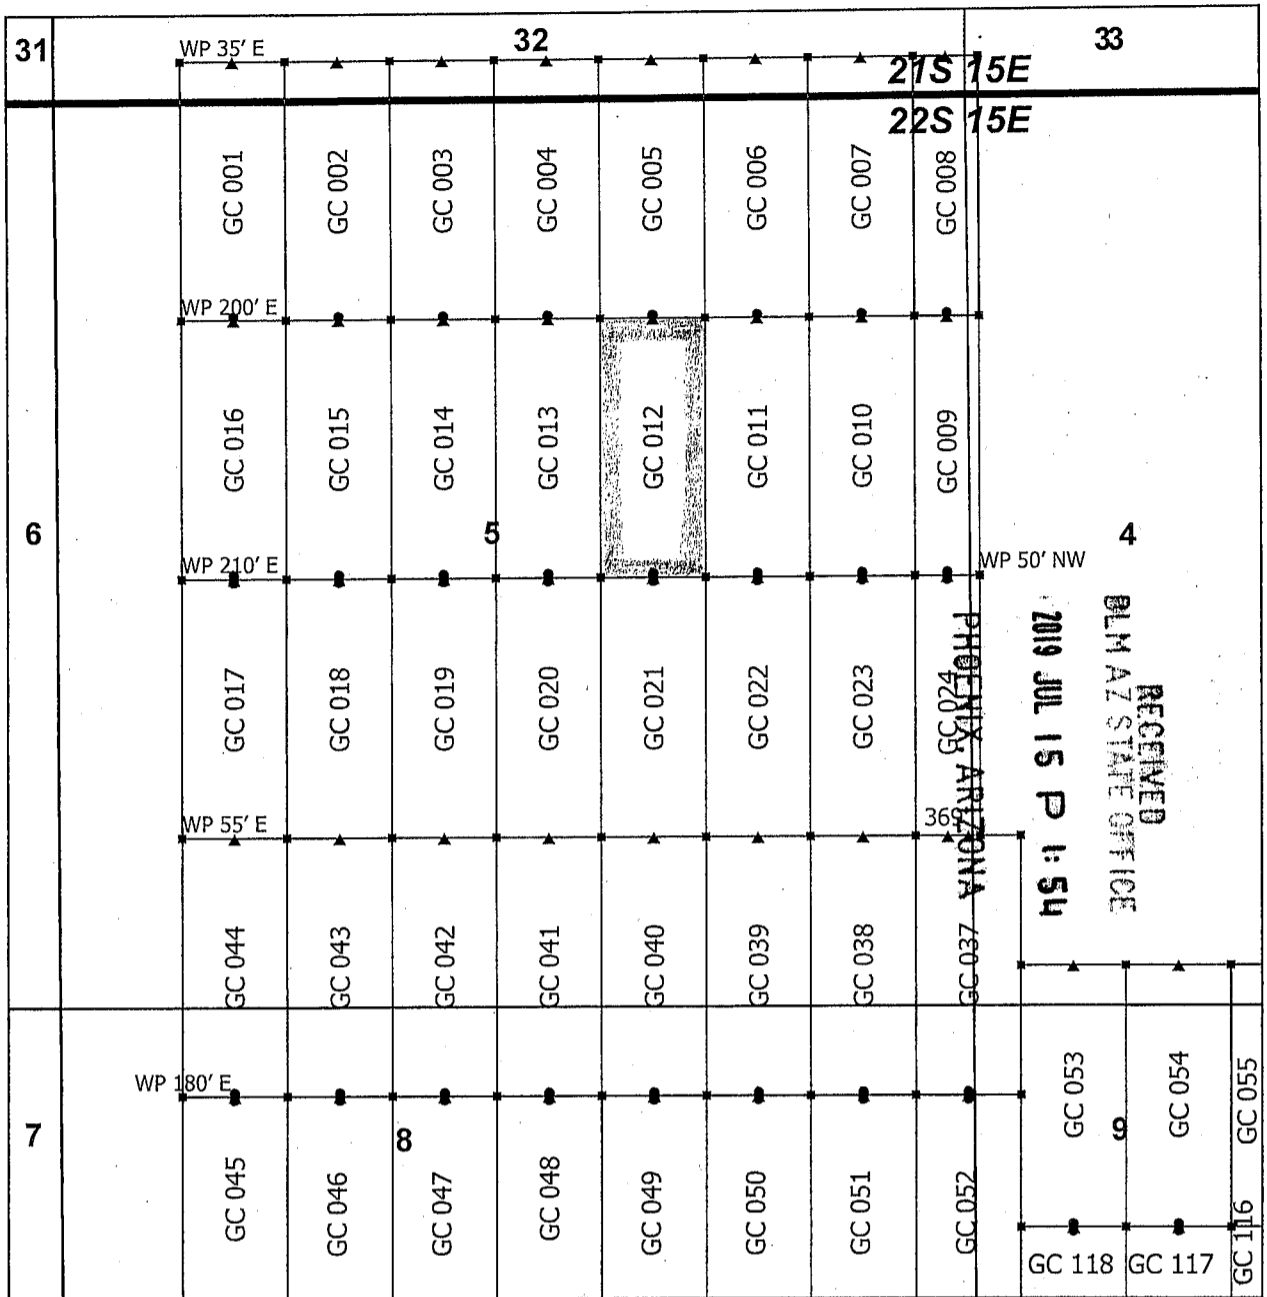 31 32 33
WP 35' E
21S 15E
22S 15E
GC 001 GC 002 GC 003 GC 004 GC 005 GC 006 GC 007 GC 008
WP 200' E
GC 016 GC 015 GC 014 GC 013 GC 012 GC 011 GC 010 GC 009
6 5 4
WP 210' E
WP 50' NW
GC 017 GC 018 GC 019 GC 020 GC 021 GC 022 GC 023 GC 024
RECEIVED
BLM AZ STATE OFFICE
2019 JUL 15 P 1:54
PHOENIX, ARIZONA
WP 55' E
GC 044 GC 043 GC 042 GC 041 GC 040 GC 039 GC 038 GC 037
WP 180' E
GC 053 GC 054 GC 055
7 8 9
GC 045 GC 046 GC 047 GC 048 GC 049 GC 050 GC 051 GC 052
GC 118 GC 117 GC 116